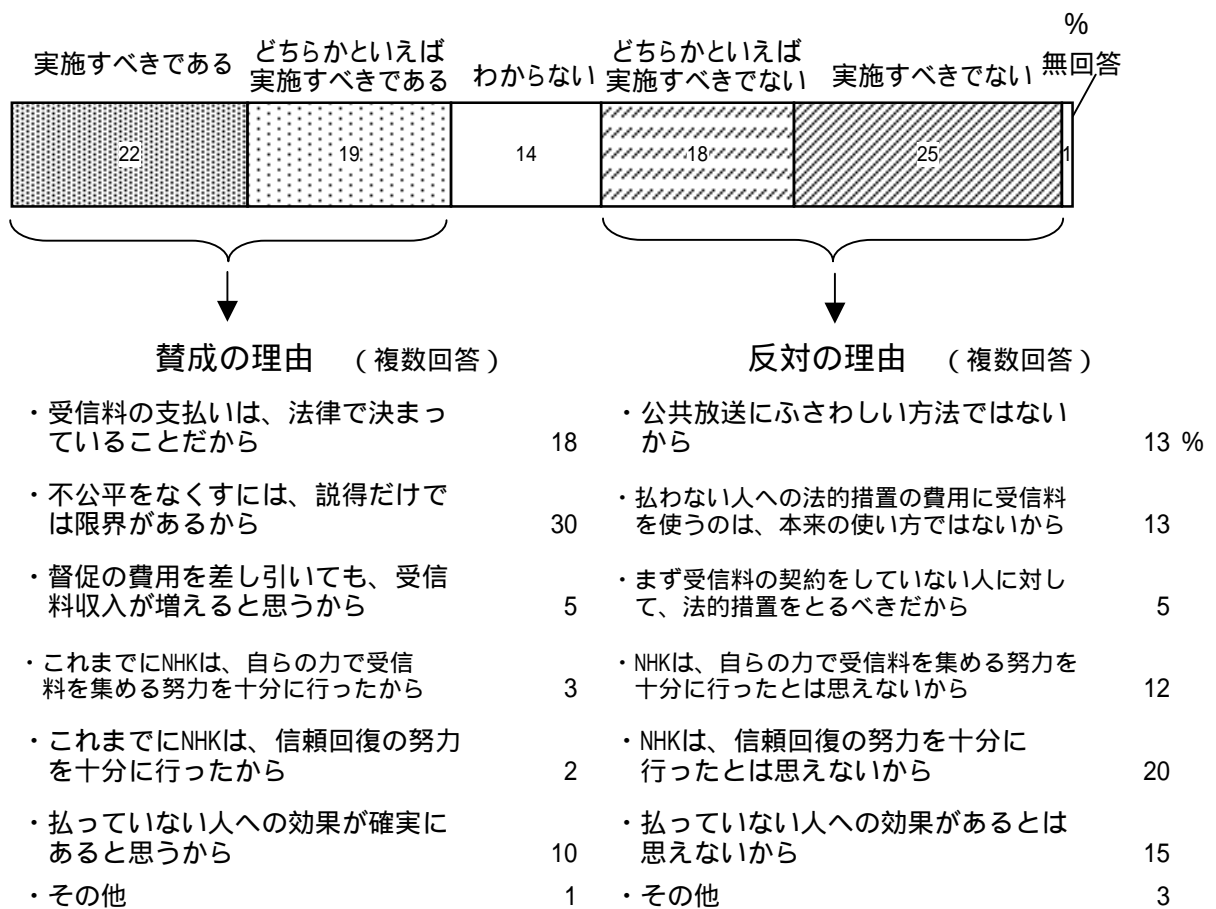 %
実施すべきである
どちらかといえば
実施すべきである
わからない
どちらかといえば
実施すべきでない
実施すべきでない
無回答
22
19
14
18
25
1
賛成の理由 (複数回答)
・受信料の支払いは、法律で決まっ
ていることだから 18
・不公平をなくすには、説得だけで
は限界があるから 30
・督促の費用を差し引いても、受信
料収入が増えると思うから 5
・これまでにNHKは、自らの力で受信
料を集める努力を十分に行ったから 3
・これまでにNHKは、信頼回復の努力
を十分に行ったから 2
・払っていない人への効果が確実に
あると思うから 10
・その他 1
反対の理由 (複数回答)
・公共放送にふさわしい方法ではない
から 13 %
・払わない人への法的措置の費用に受信料
を使うのは、本来の使い方ではないから 13
・まず受信料の契約をしていない人に対し
て、法的措置をとるべきだから 5
・NHKは、自らの力で受信料を集める努力を
十分に行ったとは思えないから 12
・NHKは、信頼回復の努力を十分に
行ったとは思えないから 20
・払っていない人への効果があるとは
思えないから 15
・その他 3